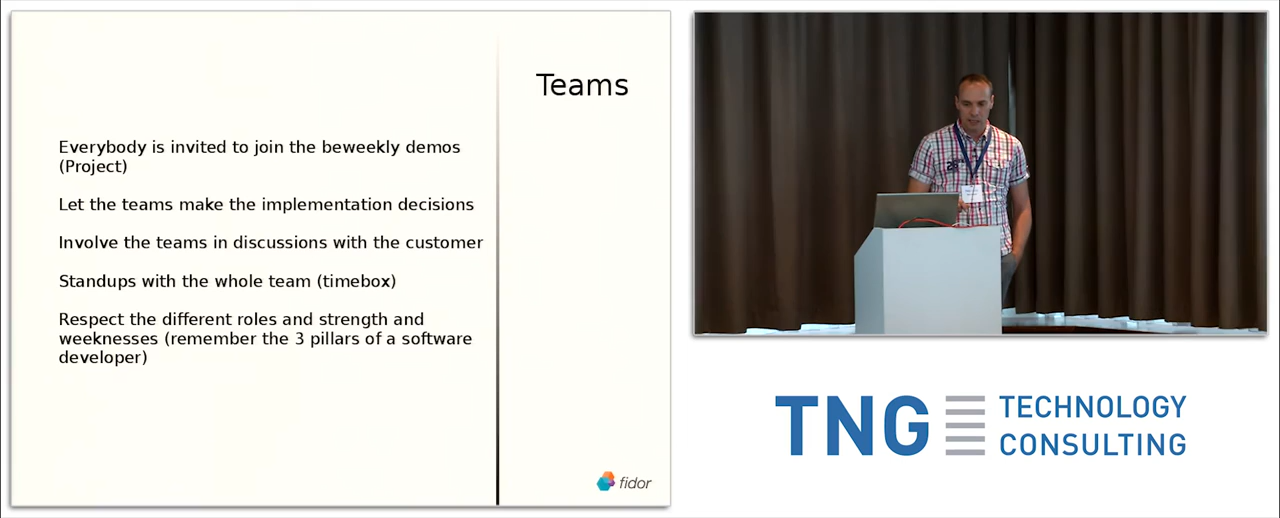 Teams
Everybody is invited to join the beweekly demos
(Project)
Let the teams make the implementation decisions
Involve the teams in discussions with the customer
Standups with the whole team (timebox)
Respect the different roles and strength and
weeknesses (remember the 3 pillars of a software
developer)
fidor
TNG TECHNOLOGY
CONSULTING